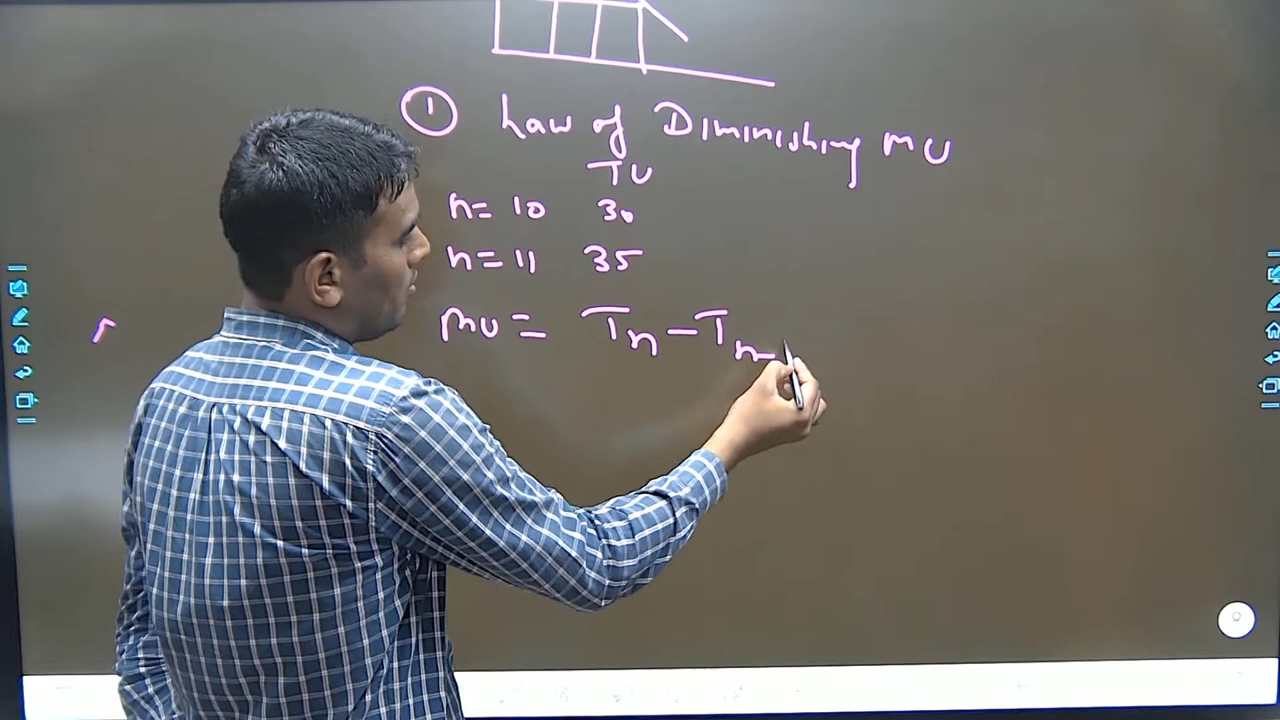 ① Law of Diminishing MU
TU
n= 10 30
n= 11 35
MU = Tn - Tn-